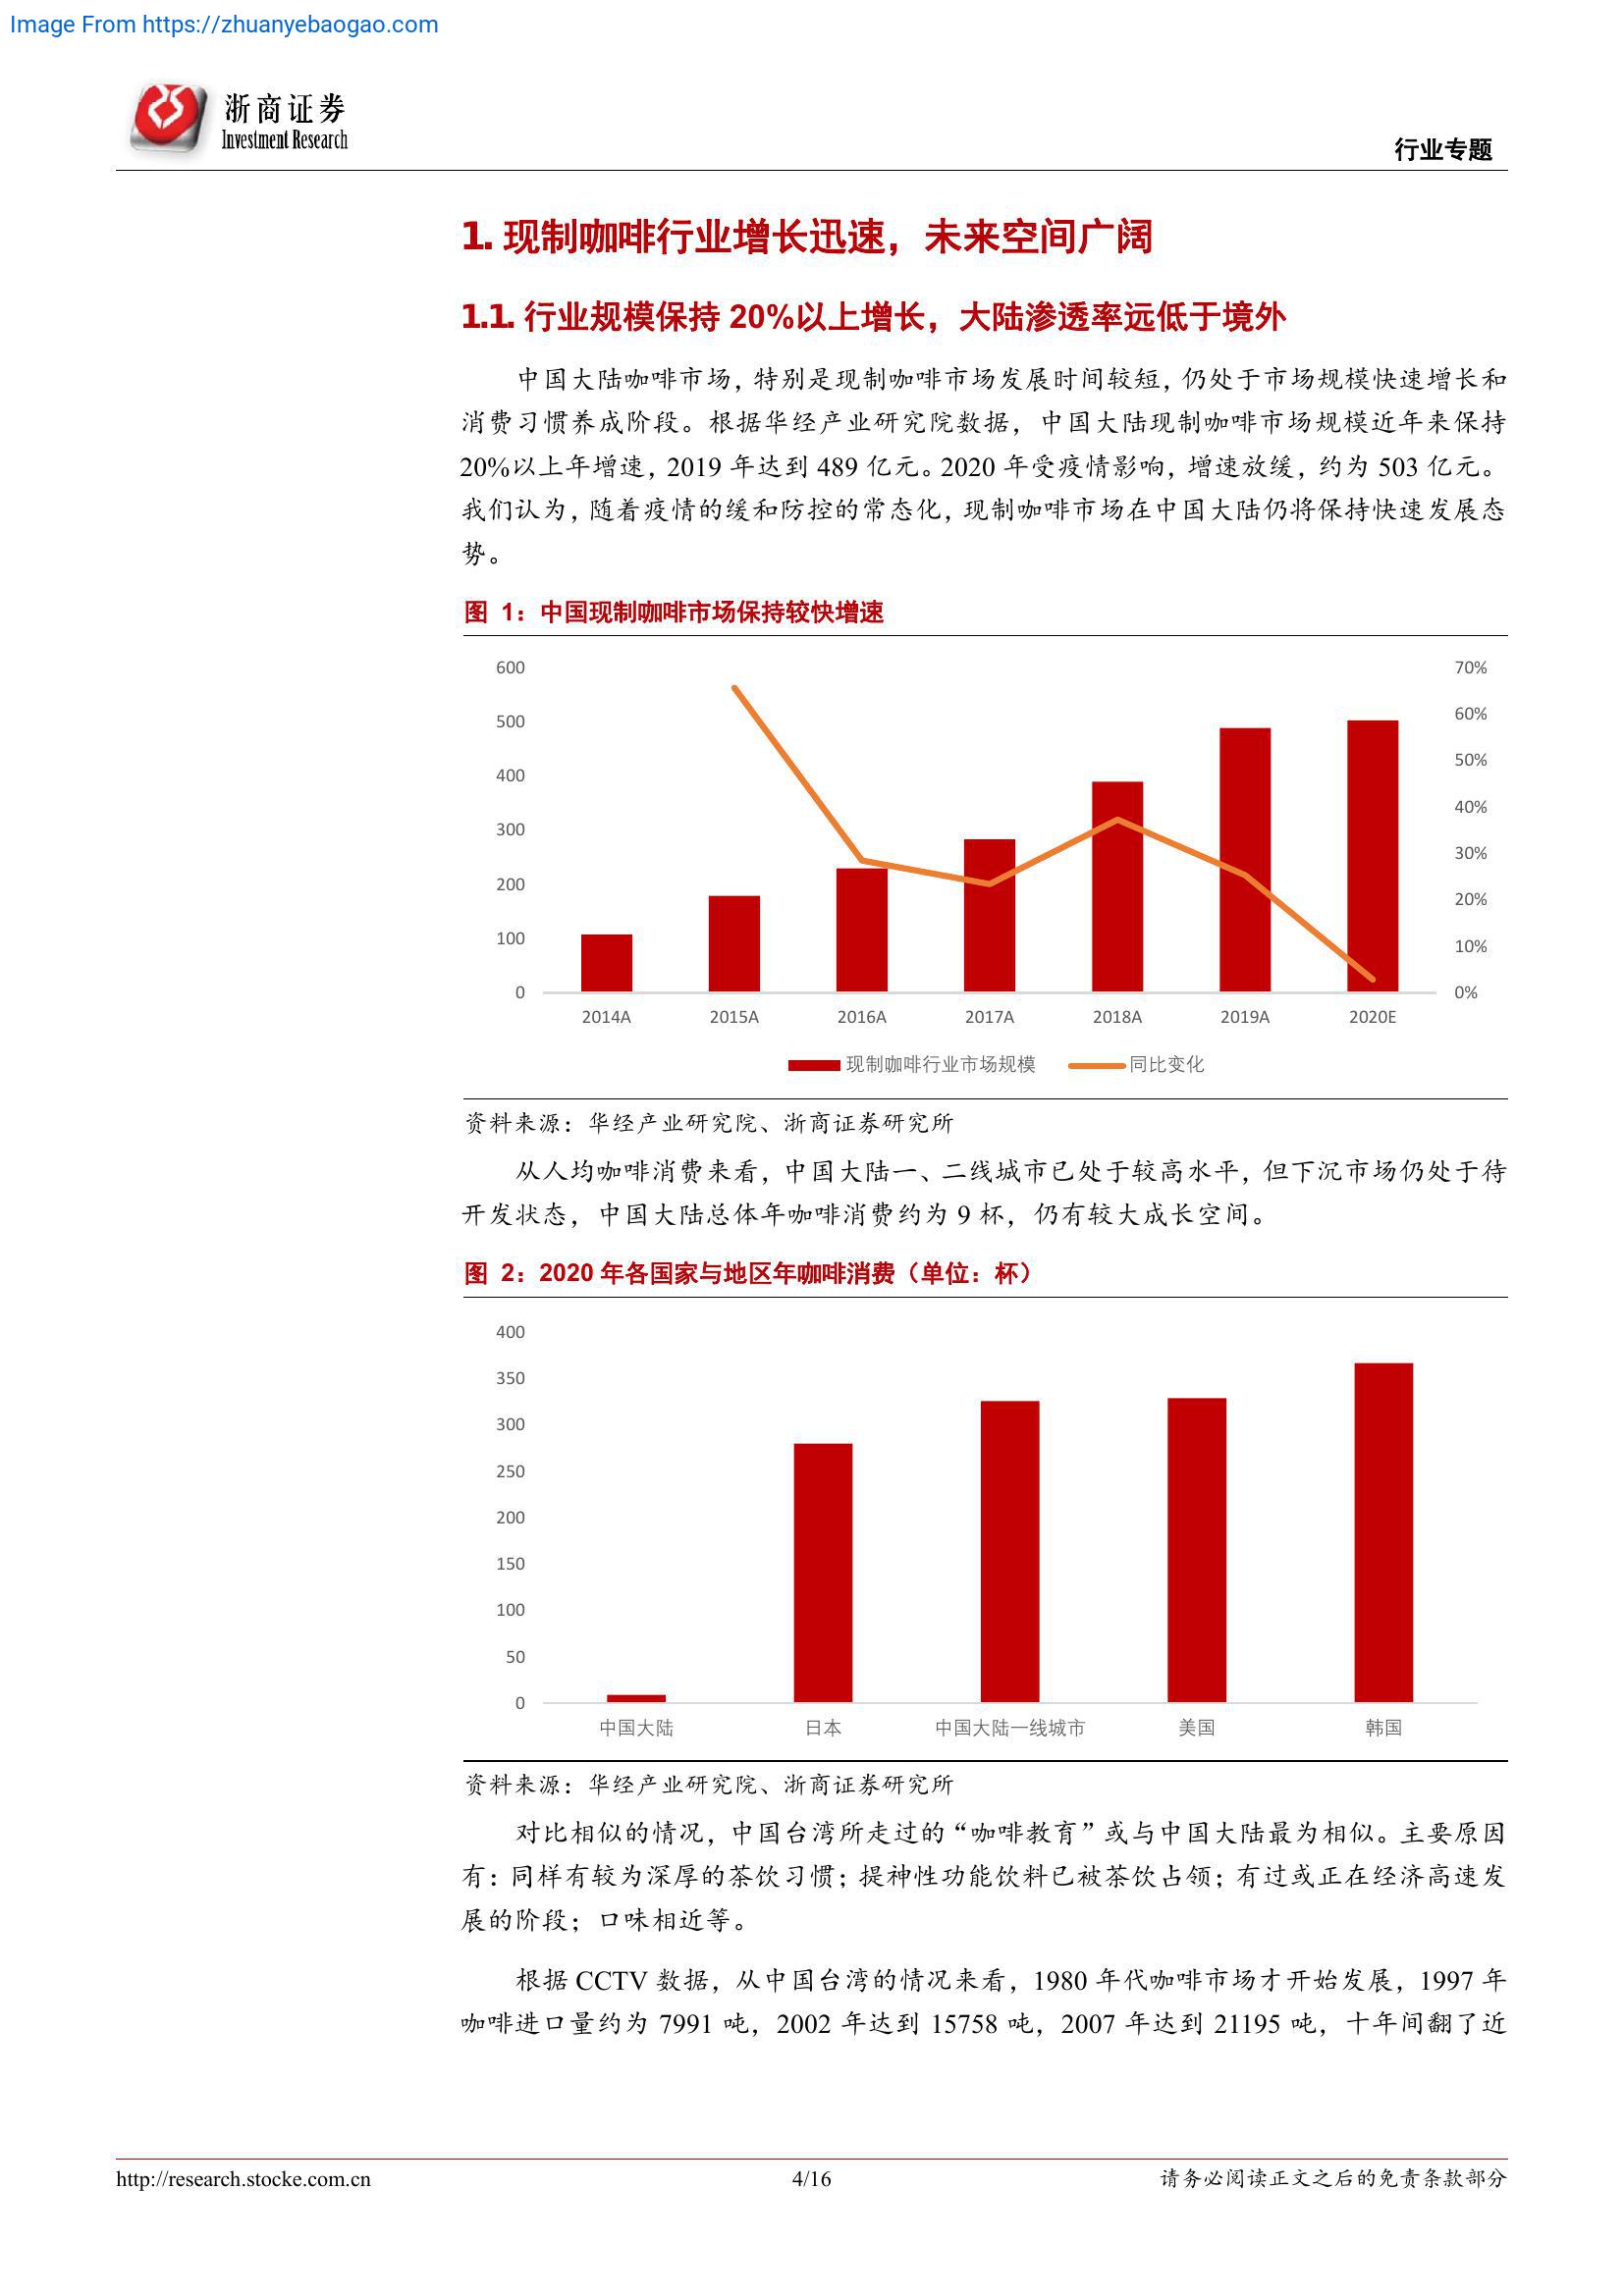 Image From https://zhuanyebaogao.com
浙商证券
Investment Research
行业专题
1. 现制咖啡行业增长迅速，未来空间广阔
1.1. 行业规模保持 20%以上增长，大陆渗透率远低于境外
中国大陆咖啡市场，特别是现制咖啡市场发展时间较短，仍处于市场规模快速增长和
消费习惯养成阶段。根据华经产业研究院数据，中国大陆现制咖啡市场规模近年来保持
20%以上年增速，2019 年达到 489 亿元。2020 年受疫情影响，增速放缓，约为 503 亿元。
我们认为，随着疫情的缓和防控的常态化，现制咖啡市场在中国大陆仍将保持快速发展态
势。
图 1：中国现制咖啡市场保持较快增速
600
500
400
300
200
100
0
70%
60%
50%
40%
30%
20%
10%
0%
2014A 2015A 2016A 2017A 2018A 2019A 2020E
现制咖啡行业市场规模 同比变化
资料来源：华经产业研究院、浙商证券研究所
从人均咖啡消费来看，中国大陆一、二线城市已处于较高水平，但下沉市场仍处于待
开发状态，中国大陆总体年咖啡消费约为 9 杯，仍有较大成长空间。
图 2：2020 年各国家与地区年咖啡消费（单位：杯）
400
350
300
250
200
150
100
50
0
中国大陆 日本 中国大陆一线城市 美国 韩国
资料来源：华经产业研究院、浙商证券研究所
对比相似的情况，中国台湾所走过的“咖啡教育”或与中国大陆最为相似。主要原因
有：同样有较为深厚的茶饮习惯；提神性功能饮料已被茶饮占领；有过或正在经济高速发
展的阶段；口味相近等。
根据 CCTV 数据，从中国台湾的情况来看，1980 年代咖啡市场才开始发展，1997 年
咖啡进口量约为 7991 吨，2002 年达到 15758 吨，2007 年达到 21195 吨，十年间翻了近
http://research.stocke.com.cn
4/16
请务必阅读正文之后的免责条款部分